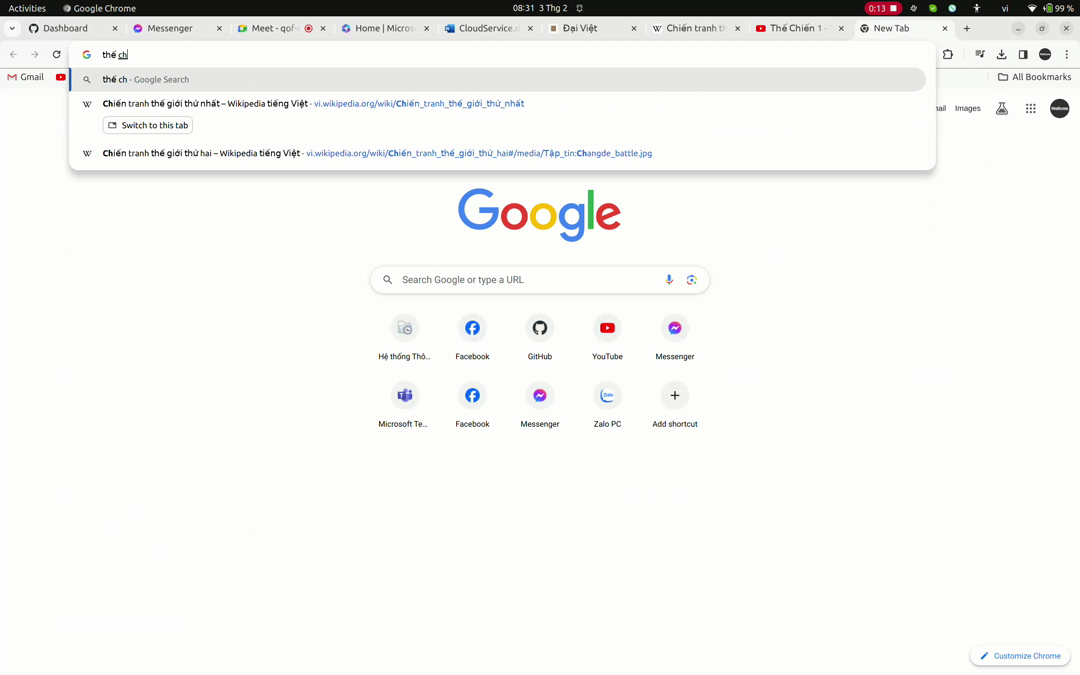 Activities Google Chrome 08:31 3 Thg 2 0:13 vi 99 %
Dashboard Messenger Meet - qof- Home | Micros CloudService.c Đại Việt Chiến tranh th Thế Chiến 1 - New Tab
thế ch
Gmail All Bookmarks
thế ch - Google Search
Chiến tranh thế giới thứ nhất – Wikipedia tiếng Việt - vi.wikipedia.org/wiki/Chiến_tranh_thế_giới_thứ_nhất
Switch to this tab
Chiến tranh thế giới thứ hai – Wikipedia tiếng Việt - vi.wikipedia.org/wiki/Chiến_tranh_thế_giới_thứ_hai#/media/Tập_tin:Changde_battle.jpg
Images
Google
Search Google or type a URL
Hệ thống Thô... Facebook GitHub YouTube Messenger
Microsoft Te... Facebook Messenger Zalo PC Add shortcut
Customize Chrome